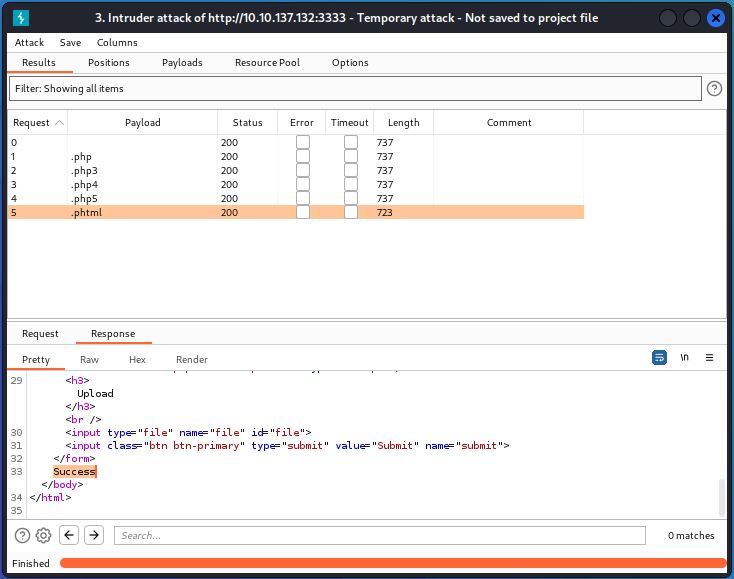 3. Intruder attack of http://10.10.137.132:3333 - Temporary attack - Not saved to project file
Attack Save Columns
Results Positions Payloads Resource Pool Options
Filter: Showing all items
Request Payload Status Error Timeout Length Comment
0 200 737
1 .php 200 737
2 .php3 200 737
3 .php4 200 737
4 .php5 200 737
5 .phtml 200 723
Request Response
Pretty Raw Hex Render
\n
29 <h3>
Upload
</h3>
<br />
30 <input type="file" name="file" id="file">
31 <input class="btn btn-primary" type="submit" value="Submit" name="submit">
32 </form>
33 Success
</body>
34 </html>
35
Search...
0 matches
Finished